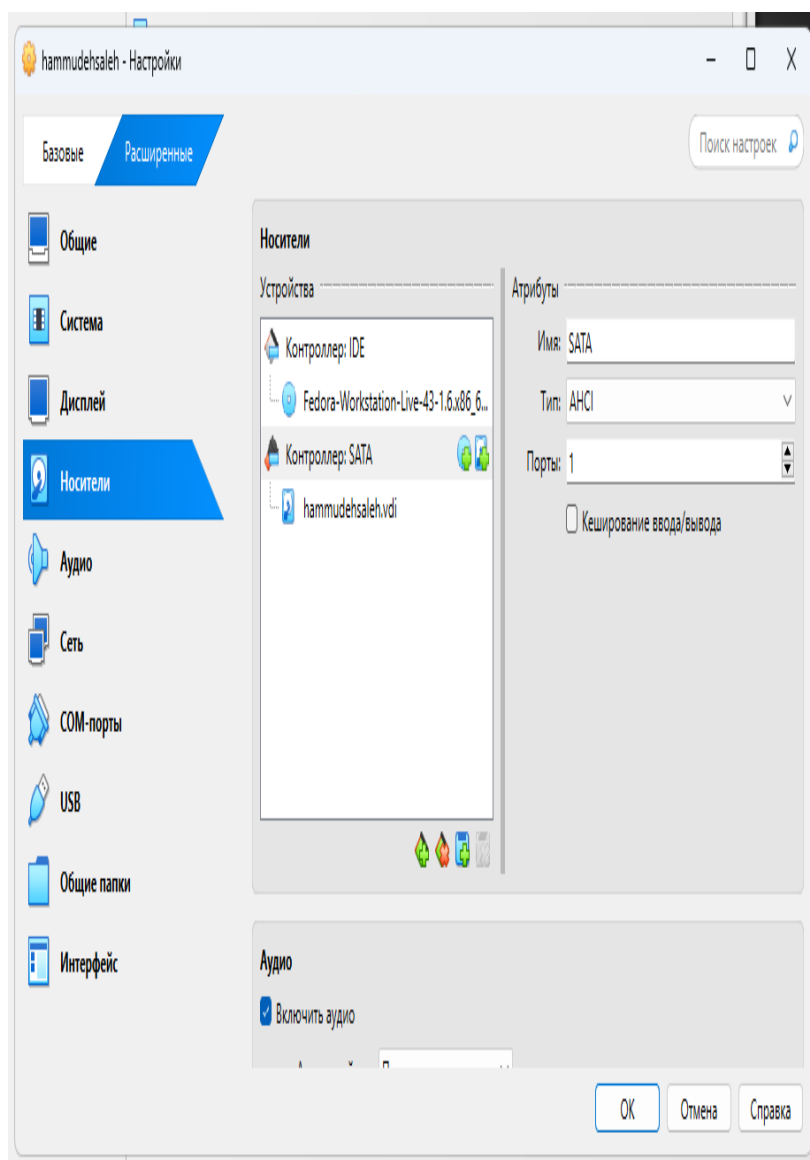 hammudehsaleh - Настройки
Базовые
Расширенные
Поиск настроек
Общие
Система
Дисплей
Носители
Аудио
Сеть
COM-порты
USB
Общие папки
Интерфейс
Носители
Устройства
Контроллер: IDE
Fedora-Workstation-Live-43-1.6.x86_6...
Контроллер: SATA
hammudehsaleh.vdi
Атрибуты
Имя: SATA
Тип: AHCI
Порты: 1
Кеширование ввода/вывода
Аудио
Включить аудио
ОК
Отмена
Справка